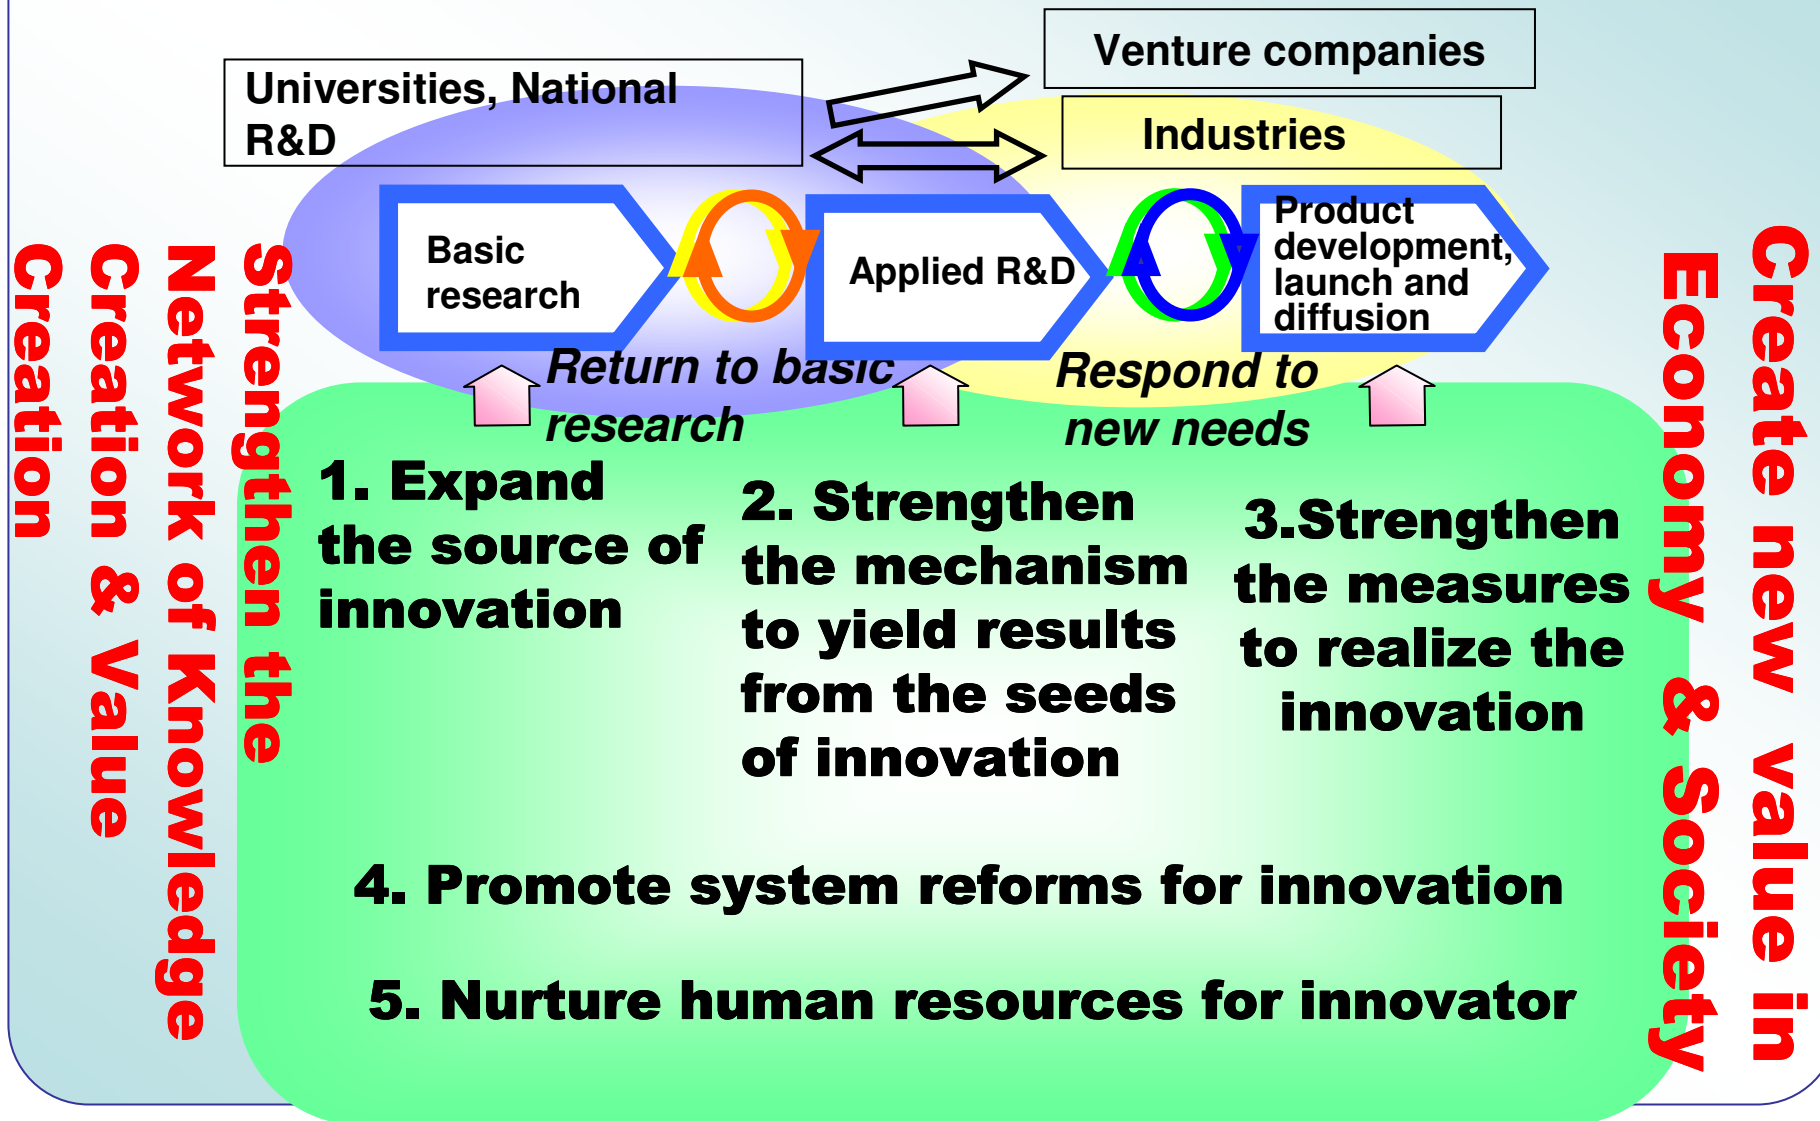 Venture companies
Universities, National
R&D
Industries
Basic
research
Applied R&D
Product
development,
launch and
diffusion
Return to basic
research
Respond to
new needs
Strengthen the
Network of Knowledge
Creation & Value
Creation
1. Expand
the source of
innovation
2. Strengthen
the mechanism
to yield results
from the seeds
of innovation
3.Strengthen
the measures
to realize the
innovation
4. Promote system reforms for innovation
5. Nurture human resources for innovator
Create new value in
Economy & Society